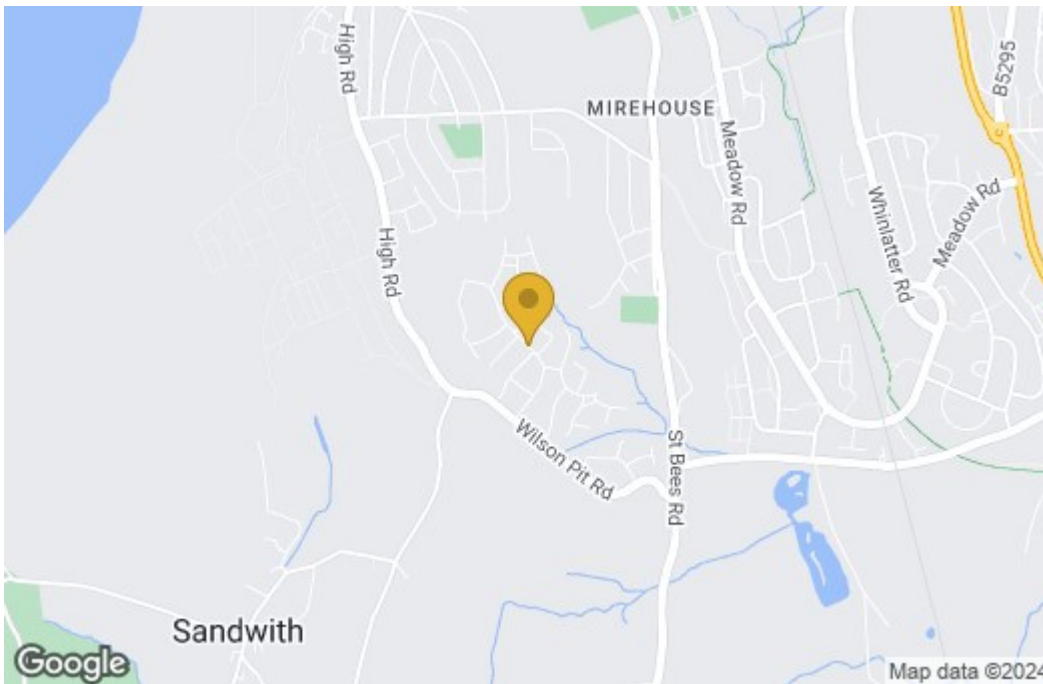 High Rd
B5295
MIREHOUSE
Meadow Rd
Whinlatter Rd
Meadow Rd
High Rd
Wilson Pit Rd
St Bees Rd
Sandwith
Google
Map data ©2024